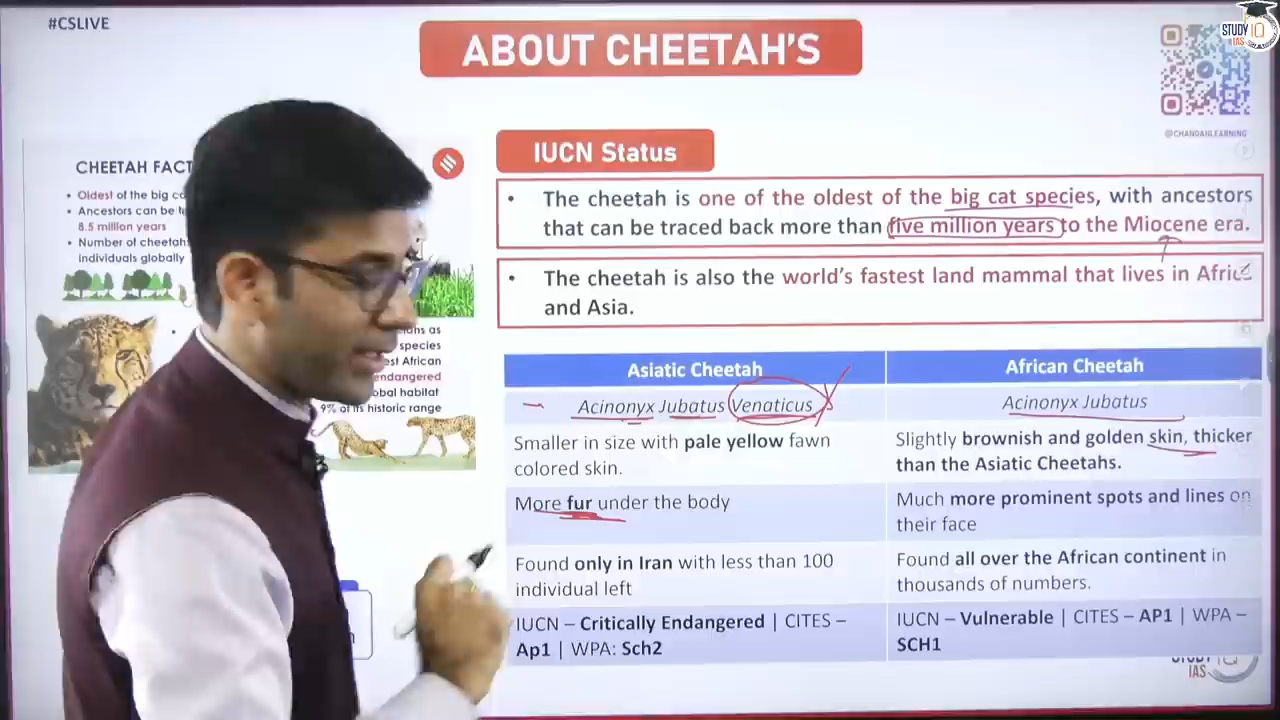 #CSLIVE
ABOUT CHEETAH'S
STUDY IQ
IAS
@CHANDANLEARNING
CHEETAH FACT
• Oldest of the big ca
• Ancestors can be
8.5 million years
• Number of cheetah
individuals globally
as
species
African
endangered
habitat
9% of its historic range
IUCN Status
• The cheetah is one of the oldest of the big cat species, with ancestors
that can be traced back more than five million years to the Miocene era.
• The cheetah is also the world's fastest land mammal that lives in Afric
and Asia.
Asiatic Cheetah
African Cheetah
Acinonyx Jubatus Venaticus
Acinonyx Jubatus
Smaller in size with pale yellow fawn
colored skin.
Slightly brownish and golden skin, thicker
than the Asiatic Cheetahs.
More fur under the body
Much more prominent spots and lines on
their face
Found only in Iran with less than 100
individual left
Found all over the African continent in
thousands of numbers.
IUCN – Critically Endangered | CITES –
Ap1 | WPA: Sch2
IUCN – Vulnerable | CITES – AP1 | WPA –
SCH1
IAS